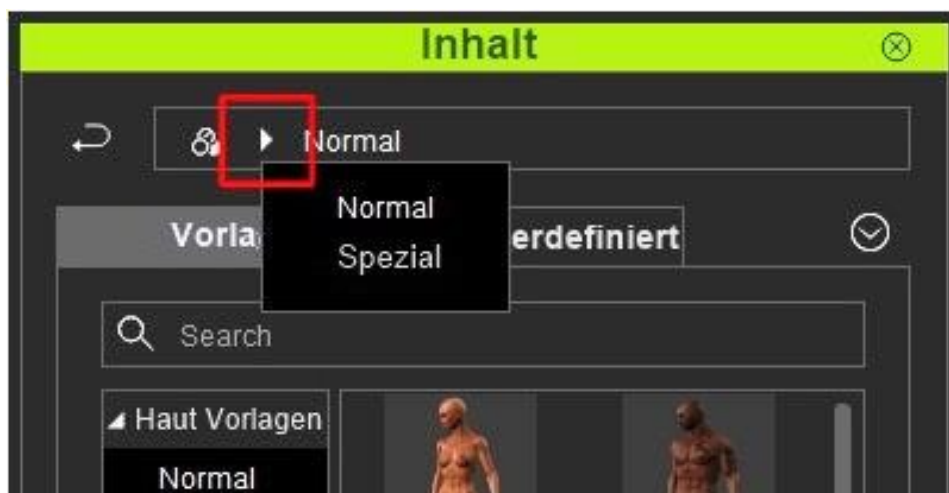 Inhalt
Normal
Normal
Spezial
Vorla erdefiniert
Search
Haut Vorlagen
Normal